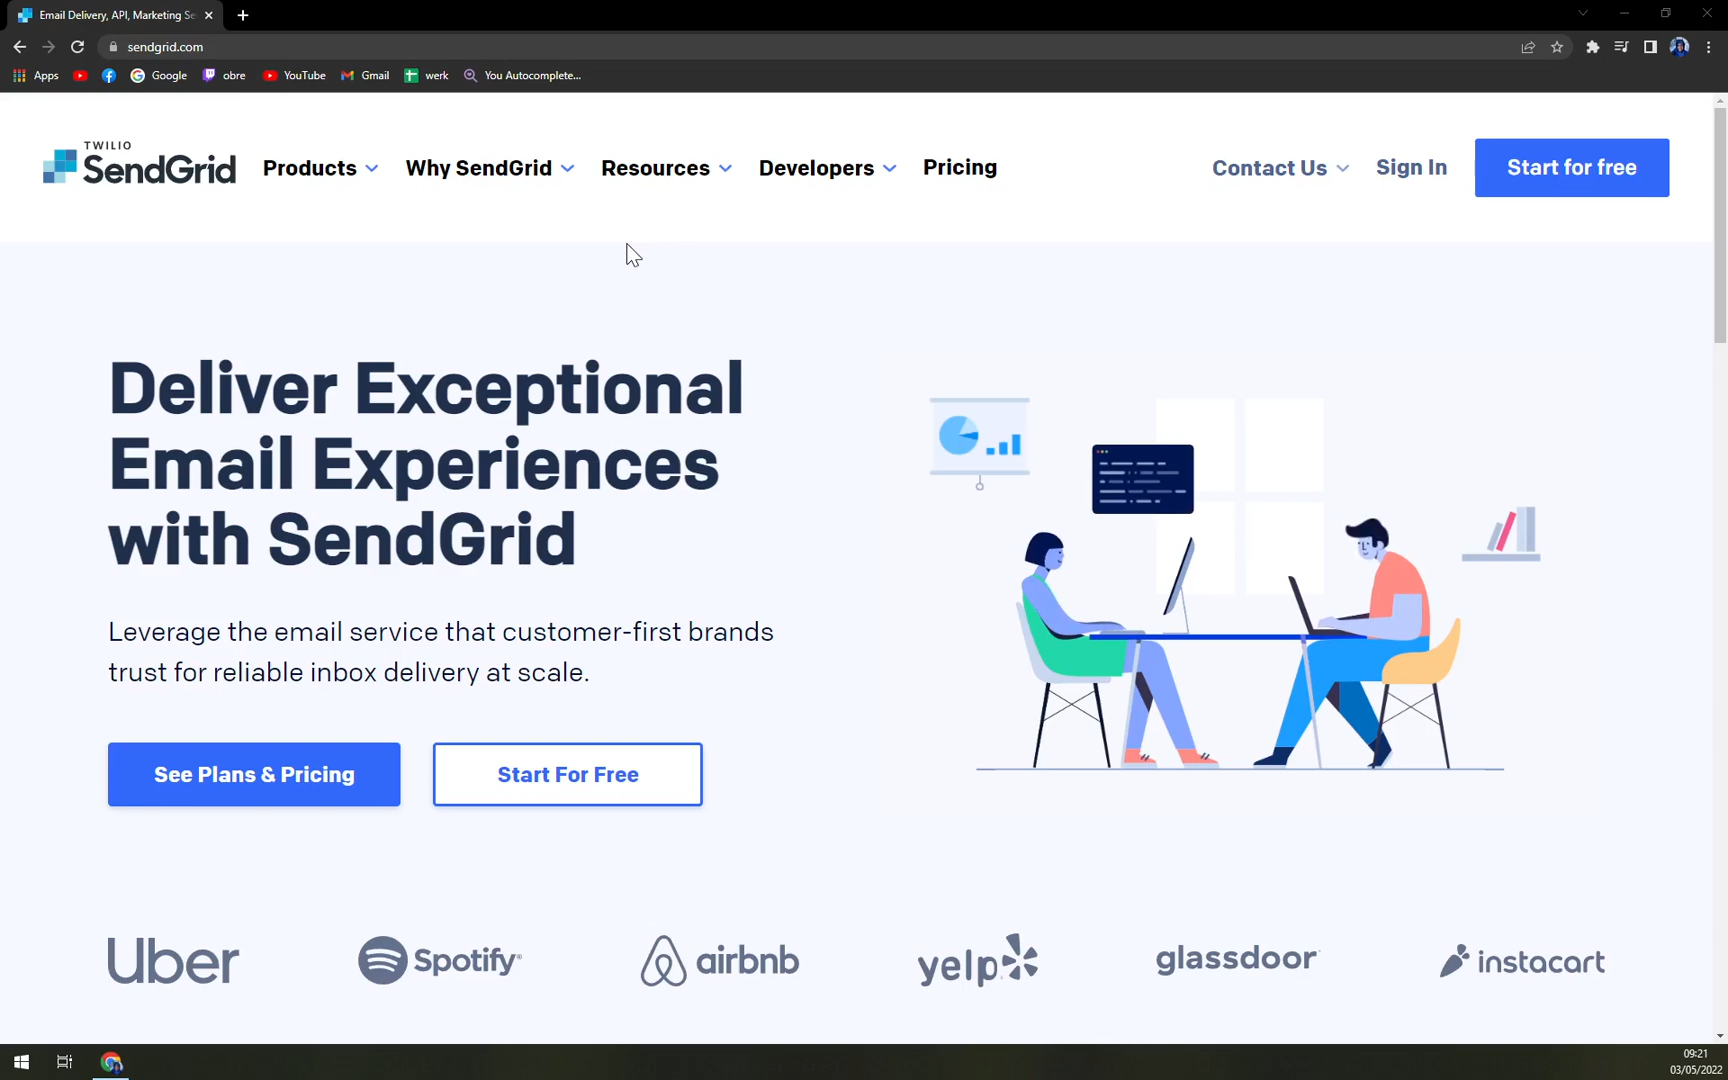 Email Delivery, API, Marketing Se
sendgrid.com
Apps
Google
obre
YouTube
Gmail
werk
You Autocomplete...
TWILIO
SendGrid
Products
Why SendGrid
Resources
Developers
Pricing
Contact Us
Sign In
Start for free
Deliver Exceptional
Email Experiences
with SendGrid
Leverage the email service that customer-first brands
trust for reliable inbox delivery at scale.
See Plans & Pricing
Start For Free
Uber
Spotify
airbnb
yelp
glassdoor
instacart
09:21
03/05/2022